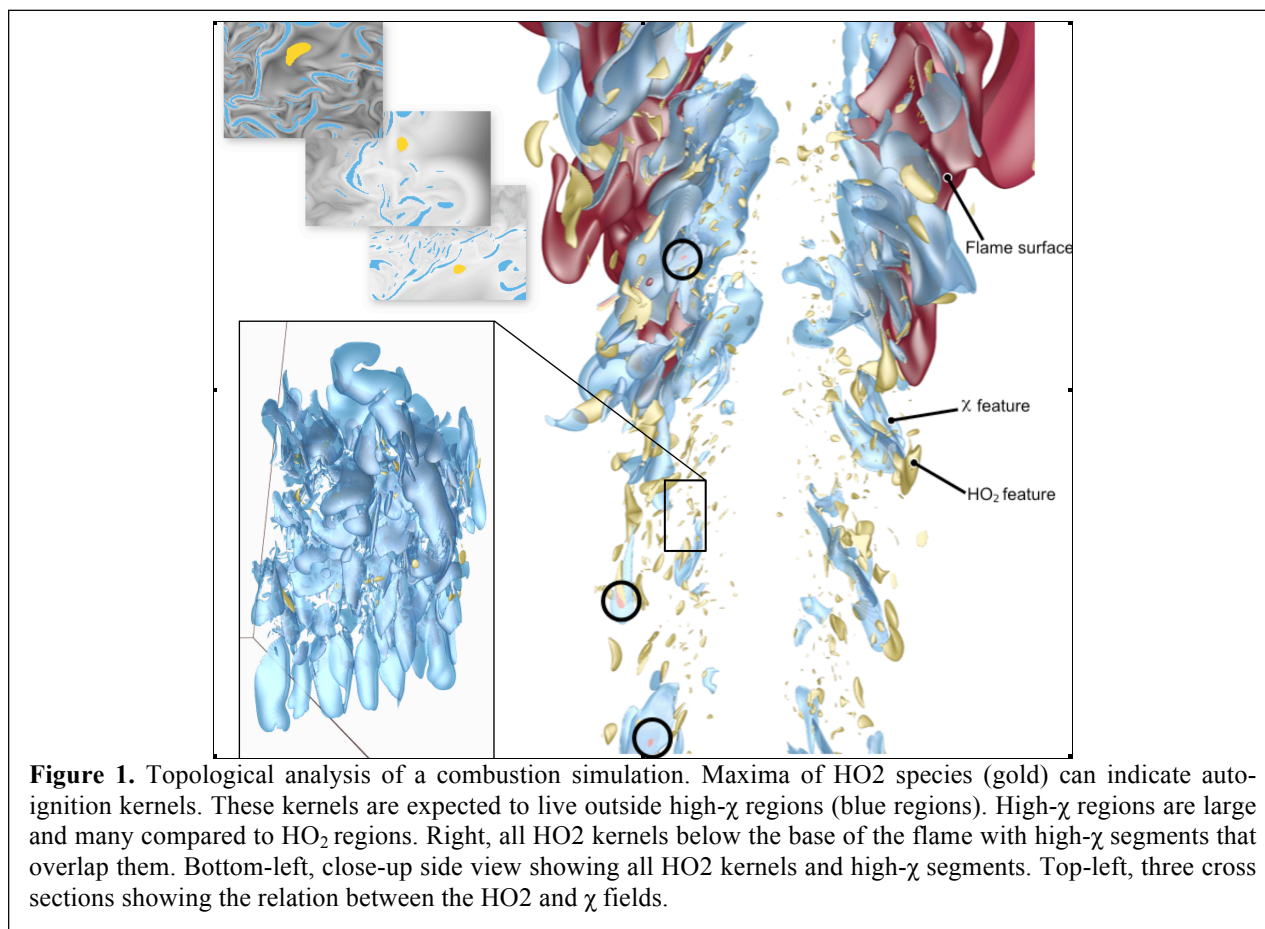 Flame surface
χ feature
HO₂ feature
Figure 1. Topological analysis of a combustion simulation. Maxima of HO2 species (gold) can indicate auto-
ignition kernels. These kernels are expected to live outside high-χ regions (blue regions). High-χ regions are large
and many compared to HO₂ regions. Right, all HO2 kernels below the base of the flame with high-χ segments that
overlap them. Bottom-left, close-up side view showing all HO2 kernels and high-χ segments. Top-left, three cross
sections showing the relation between the HO2 and χ fields.